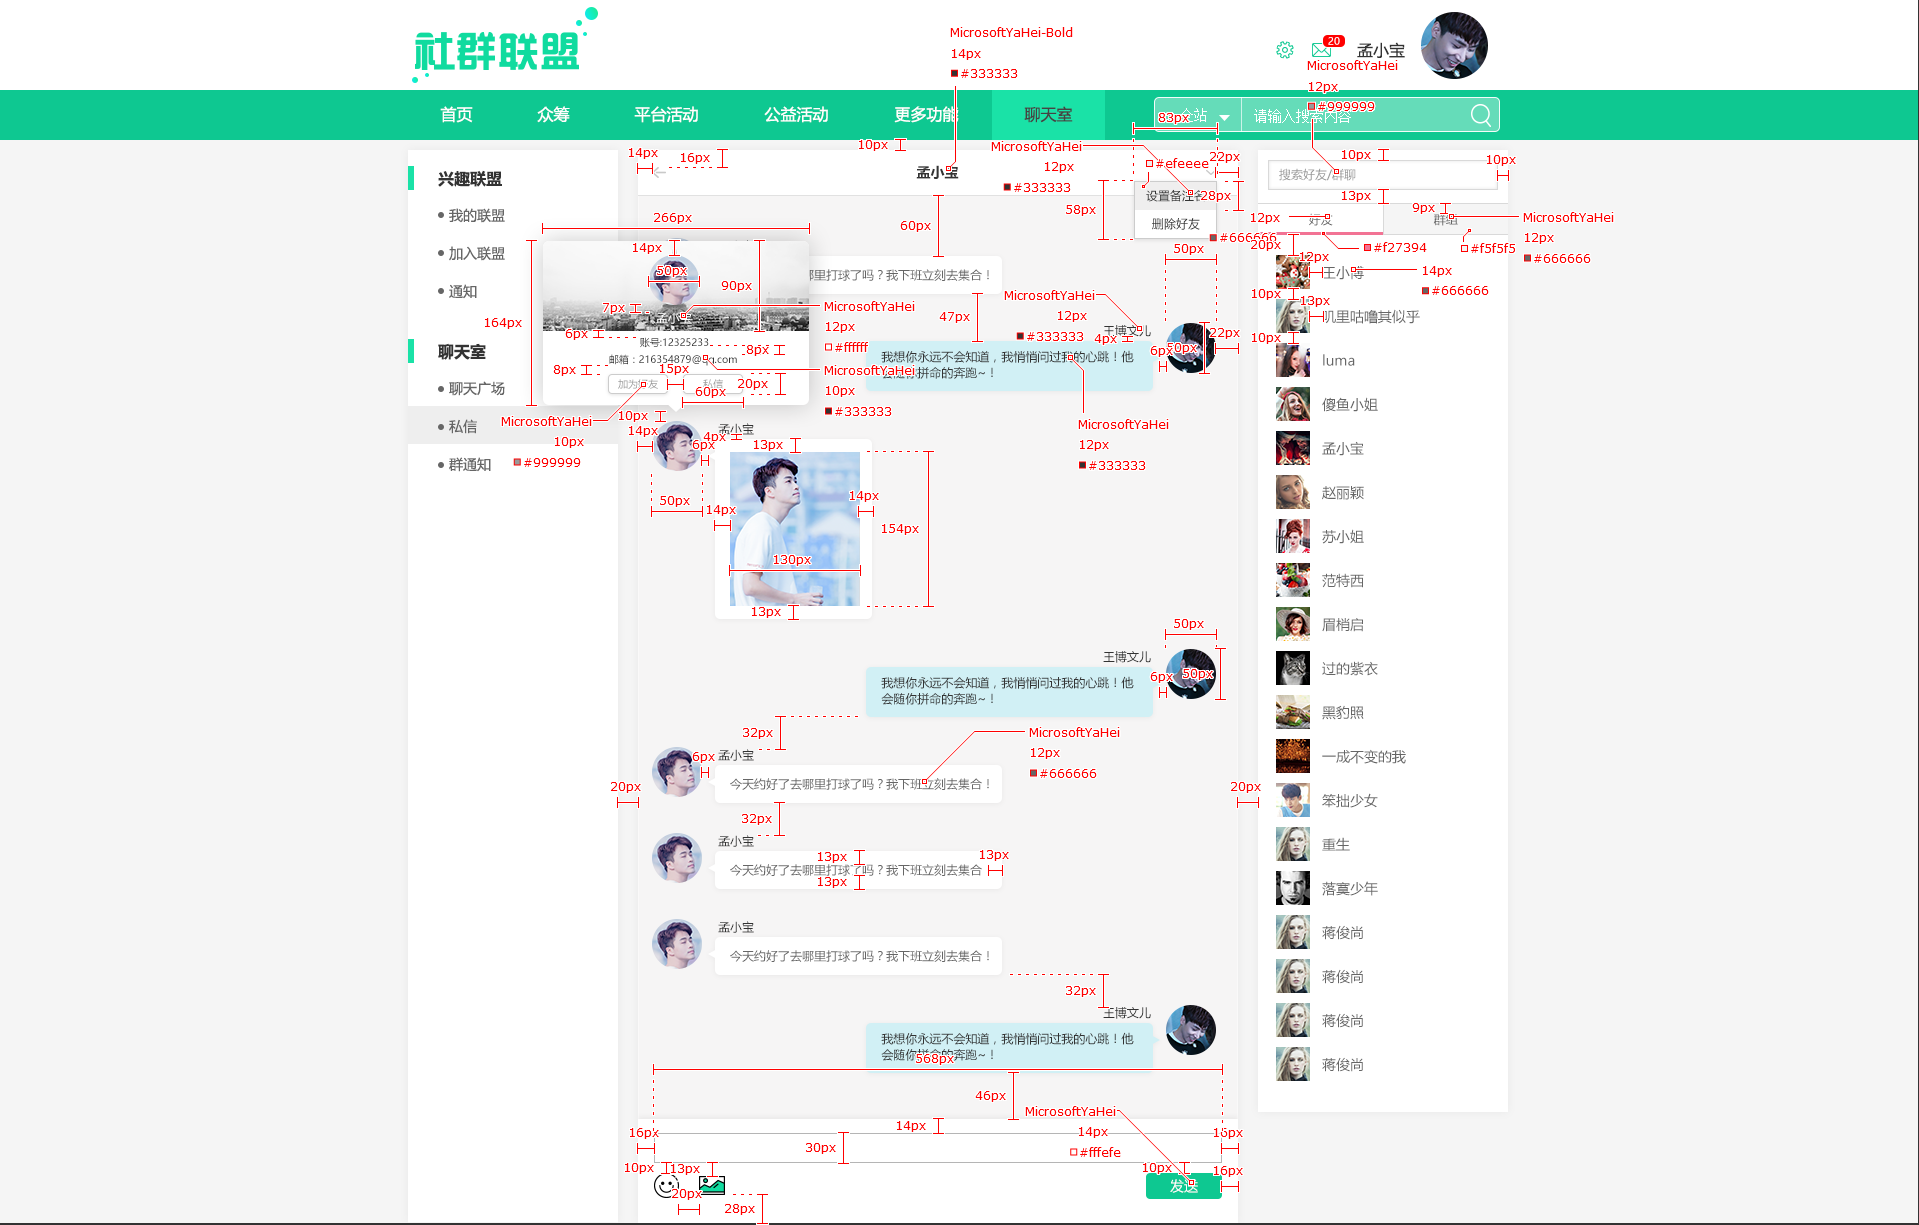 社群联盟
MicrosoftYaHei-Bold
14px
#333333
20
孟小宝
MicrosoftYaHei
12px
#999999
首页
众筹
平台活动
公益活动
更多功能
聊天室
全站
请输入搜索内容
83px
14px
16px
10px
MicrosoftYaHei
12px
#333333
#efeeee
22px
10px
10px
兴趣联盟
孟小宝
搜索好友/群聊
我的联盟
加入联盟
通知
设置备注名
28px
删除好友
58px
60px
50px
13px
9px
12px
好友
群组
MicrosoftYaHei
12px
#666666
#666666
20px
#f27394
#f5f5f5
266px
14px
50px
90px
7px
孟小宝
164px
6px
账号:12325233
8px
邮箱：216354879@qq.com
8px
15px
20px
加为好友
私信
60px
MicrosoftYaHei
12px
#ffffff
MicrosoftYaHei
10px
#333333
哪里打球了吗？我下班立刻去集合！
47px
MicrosoftYaHei
12px
#333333
王博文儿
4px
6px
50px
22px
我想你永远不会知道，我悄悄问过我的心跳！他
会随你拼命的奔跑~！
MicrosoftYaHei
12px
#333333
聊天室
聊天广场
私信
群通知
MicrosoftYaHei
10px
#999999
10px
14px
孟小宝
4px
6px
13px
50px
14px
14px
154px
130px
13px
12px
王小嗲
14px
#666666
10px
13px
叽里咕噜其似乎
10px
luma
傻鱼小姐
孟小宝
赵丽颖
苏小姐
范特西
眉梢启
过的紫衣
黑豹照
一成不变的我
笨拙少女
重生
落寞少年
蒋俊尚
蒋俊尚
蒋俊尚
蒋俊尚
50px
王博文儿
6px
50px
我想你永远不会知道，我悄悄问过我的心跳！他
会随你拼命的奔跑~！
32px
MicrosoftYaHei
12px
#666666
孟小宝
6px
今天约好了去哪里打球了吗？我下班立刻去集合！
20px
20px
32px
孟小宝
13px
13px
今天约好了去哪里打球了吗？我下班立刻去集合
13px
孟小宝
今天约好了去哪里打球了吗？我下班立刻去集合！
32px
王博文儿
我想你永远不会知道，我悄悄问过我的心跳！他
会随你拼命的奔跑~！
568px
46px
MicrosoftYaHei
14px
#fffefe
14px
16px
16px
30px
10px
13px
10px
16px
20px
28px
发送